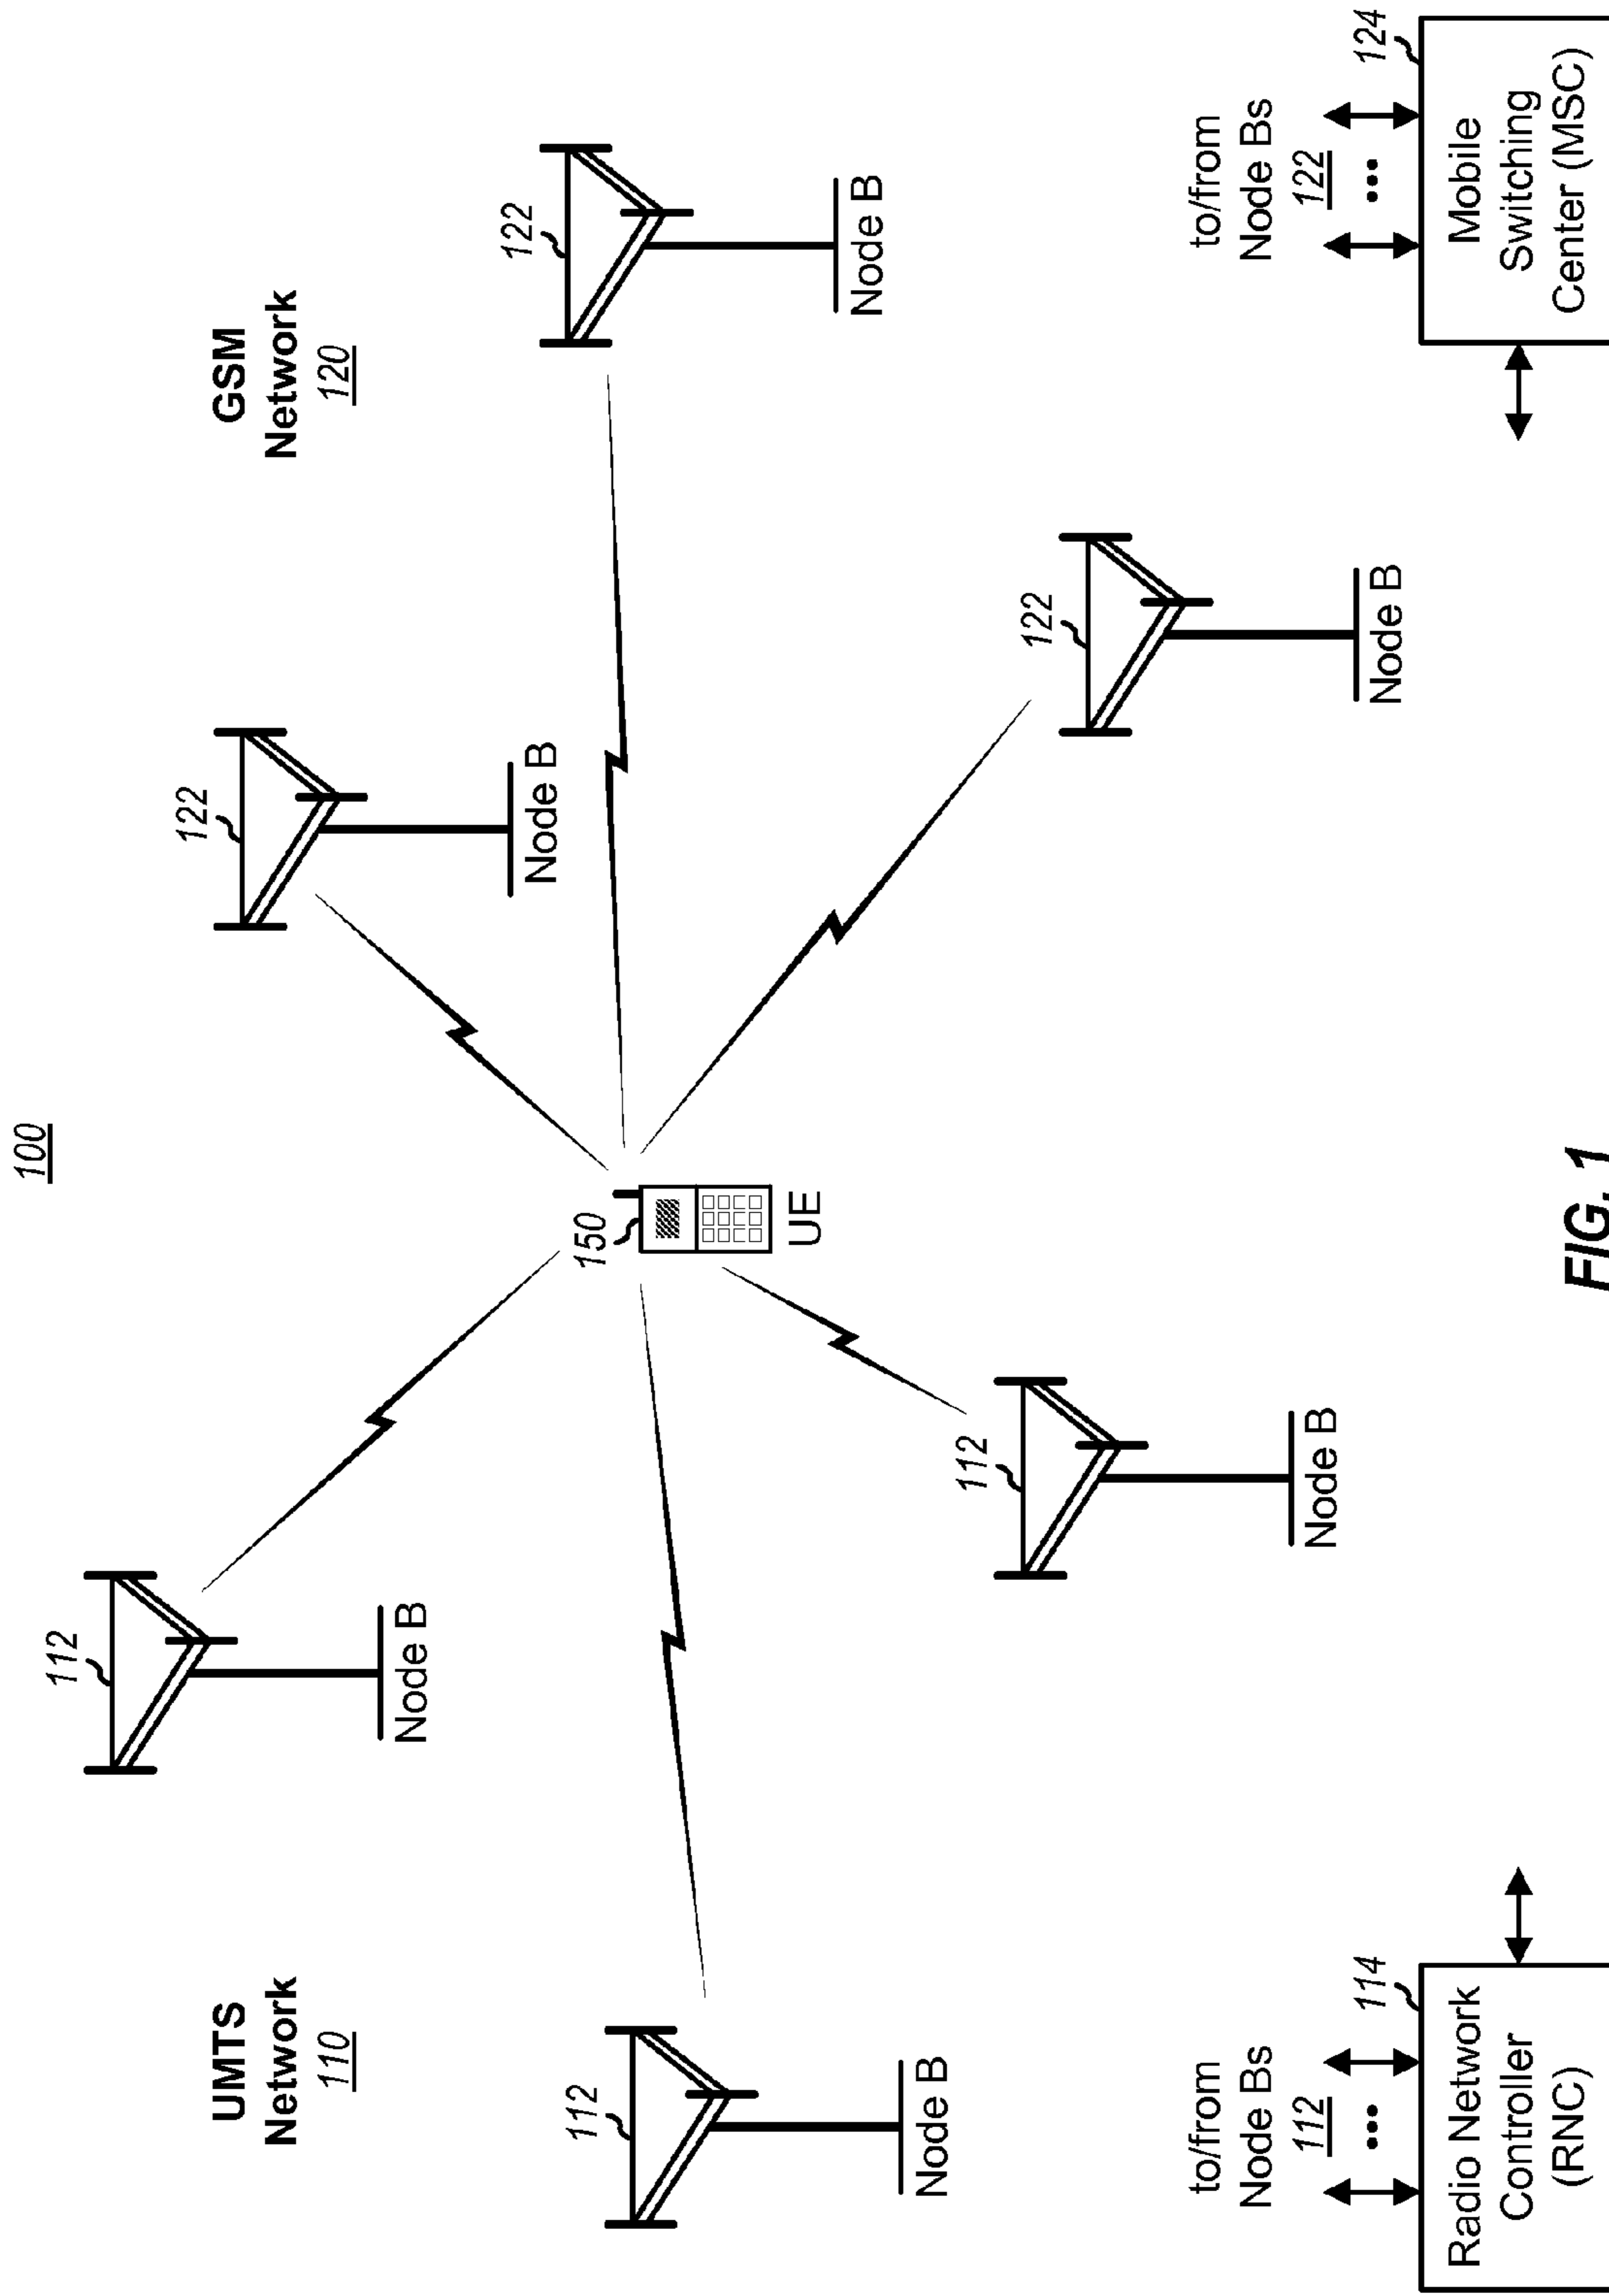 100
UMTS
Network
110
GSM
Network
120
112
Node B
122
Node B
112
Node B
150
UE
122
Node B
112
Node B
122
Node B
to/from
Node Bs
112
...
114
Radio Network
Controller
(RNC)
to/from
Node Bs
122
...
124
Mobile
Switching
Center (MSC)
FIG. 1